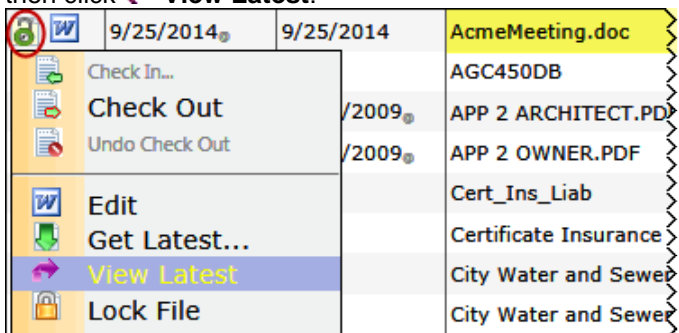 then click View Latest.
9/25/2014@ 9/25/2014 AcmeMeeting.doc
Check In... AGC450DB
Check Out /2009@ APP 2 ARCHITECT.PD
Undo Check Out /2009@ APP 2 OWNER.PDF
Edit Cert_Ins_Liab
Get Latest... Certificate Insurance
View Latest City Water and Sewer
Lock File City Water and Sewer